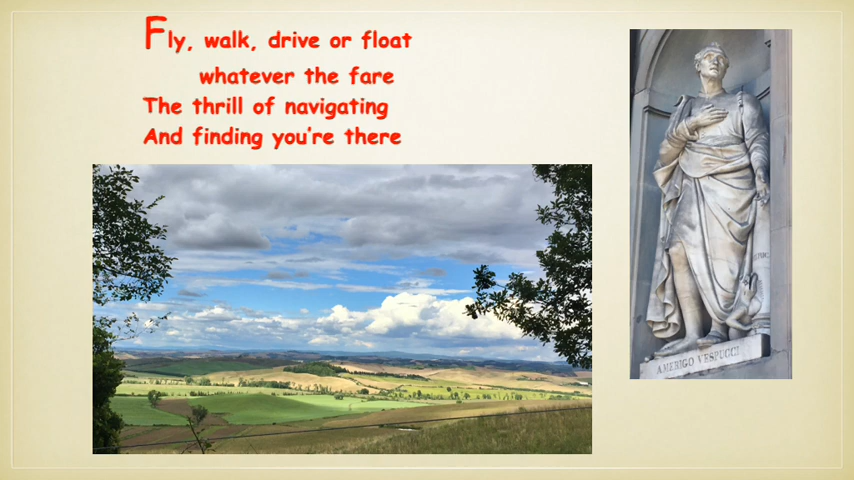 Fly, walk, drive or float
whatever the fare
The thrill of navigating
And finding you're there
AMERIGO VESPUCCI